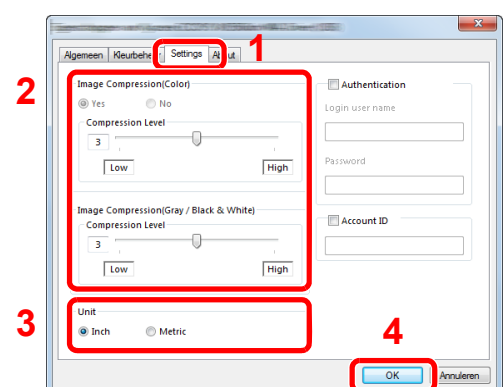 1
Algemeen Kleurbeheer Settings About
2
Image Compression(Color)
Yes No
Compression Level
3
Low High
Image Compression(Gray / Black & White)
Compression Level
3
Low High
Authentication
Login user name
Password
Account ID
3
Unit
Inch Metric
4
OK Annuleren